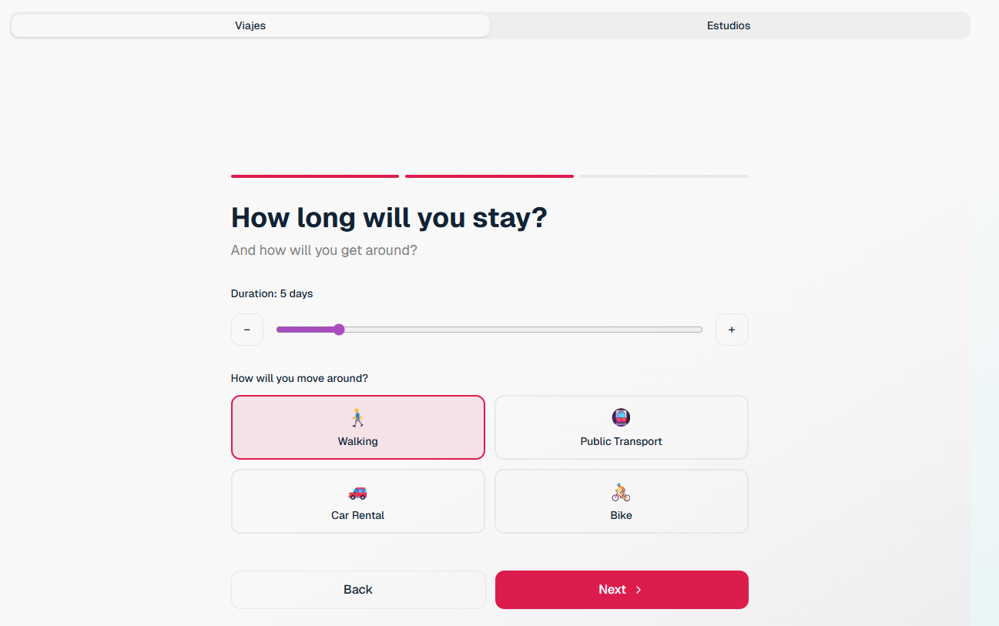 Viajes
Estudios
How long will you stay?
And how will you get around?
Duration: 5 days
−
+
How will you move around?
Walking
Public Transport
Car Rental
Bike
Back
Next